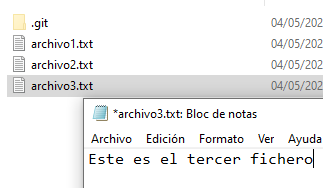 .git 04/05/202
archivo1.txt 04/05/202
archivo2.txt 04/05/202
archivo3.txt 04/05/202
*archivo3.txt: Bloc de notas
Archivo Edición Formato Ver Ayuda
Este es el tercer fichero